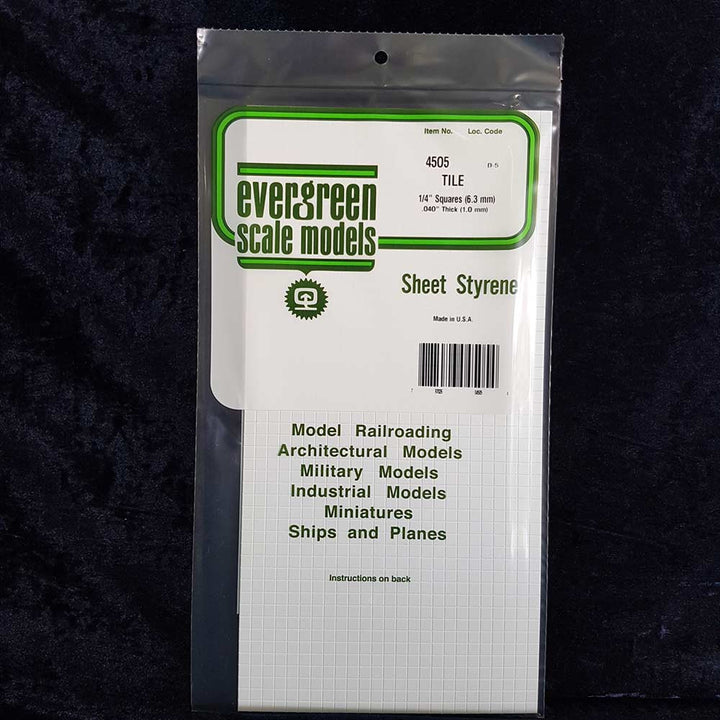 Item No. Loc. Code
4505 B-5
TILE
1/4" Squares (6.3 mm)
.040" Thick (1.0 mm)
evergreen
scale models
Sheet Styrene
Made in U.S.A.
Model Railroading
Architectural Models
Military Models
Industrial Models
Miniatures
Ships and Planes
Instructions on back